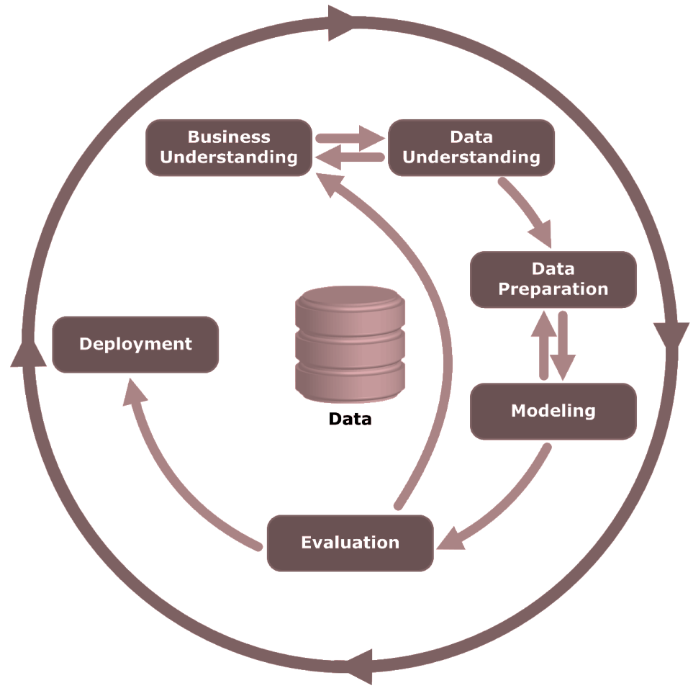 Business
Understanding
Data
Understanding
Data
Preparation
Modeling
Evaluation
Deployment
Data